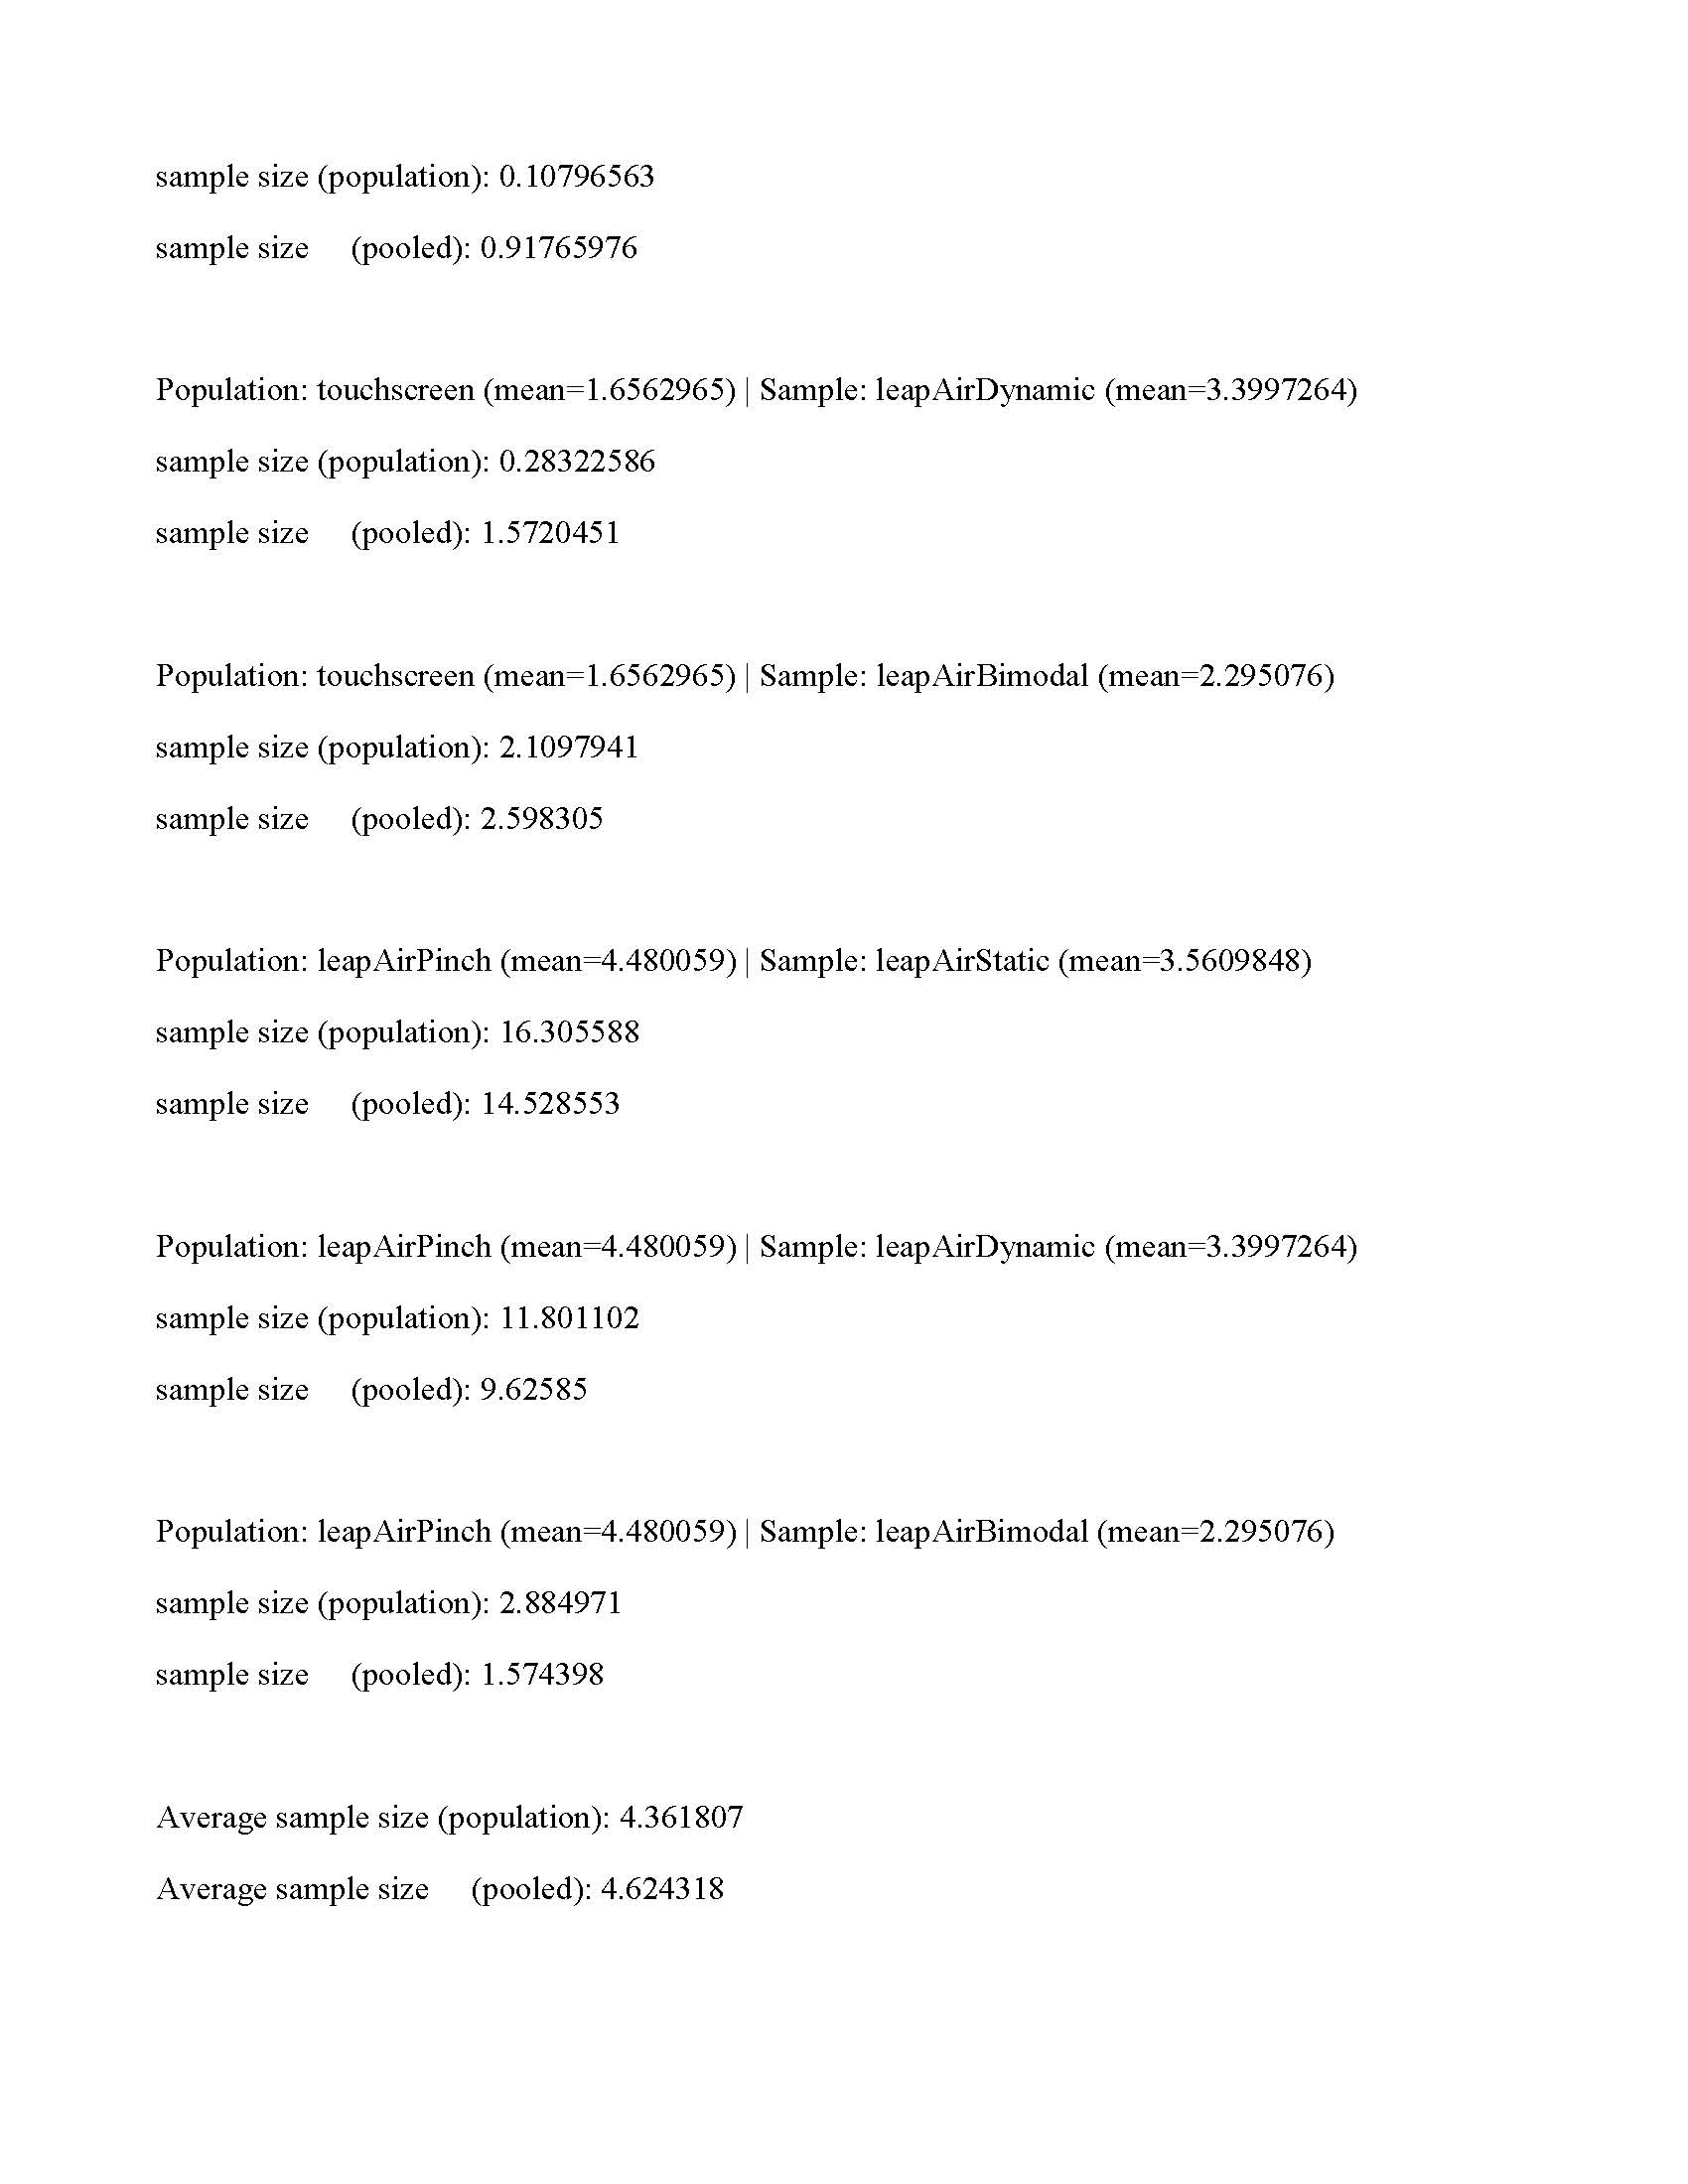 sample size (population): 0.10796563
sample size     (pooled): 0.91765976
Population: touchscreen (mean=1.6562965) | Sample: leapAirDynamic (mean=3.3997264)
sample size (population): 0.28322586
sample size     (pooled): 1.5720451
Population: touchscreen (mean=1.6562965) | Sample: leapAirBimodal (mean=2.295076)
sample size (population): 2.1097941
sample size     (pooled): 2.598305
Population: leapAirPinch (mean=4.480059) | Sample: leapAirStatic (mean=3.5609848)
sample size (population): 16.305588
sample size     (pooled): 14.528553
Population: leapAirPinch (mean=4.480059) | Sample: leapAirDynamic (mean=3.3997264)
sample size (population): 11.801102
sample size     (pooled): 9.62585
Population: leapAirPinch (mean=4.480059) | Sample: leapAirBimodal (mean=2.295076)
sample size (population): 2.884971
sample size     (pooled): 1.574398
Average sample size (population): 4.361807
Average sample size     (pooled): 4.624318